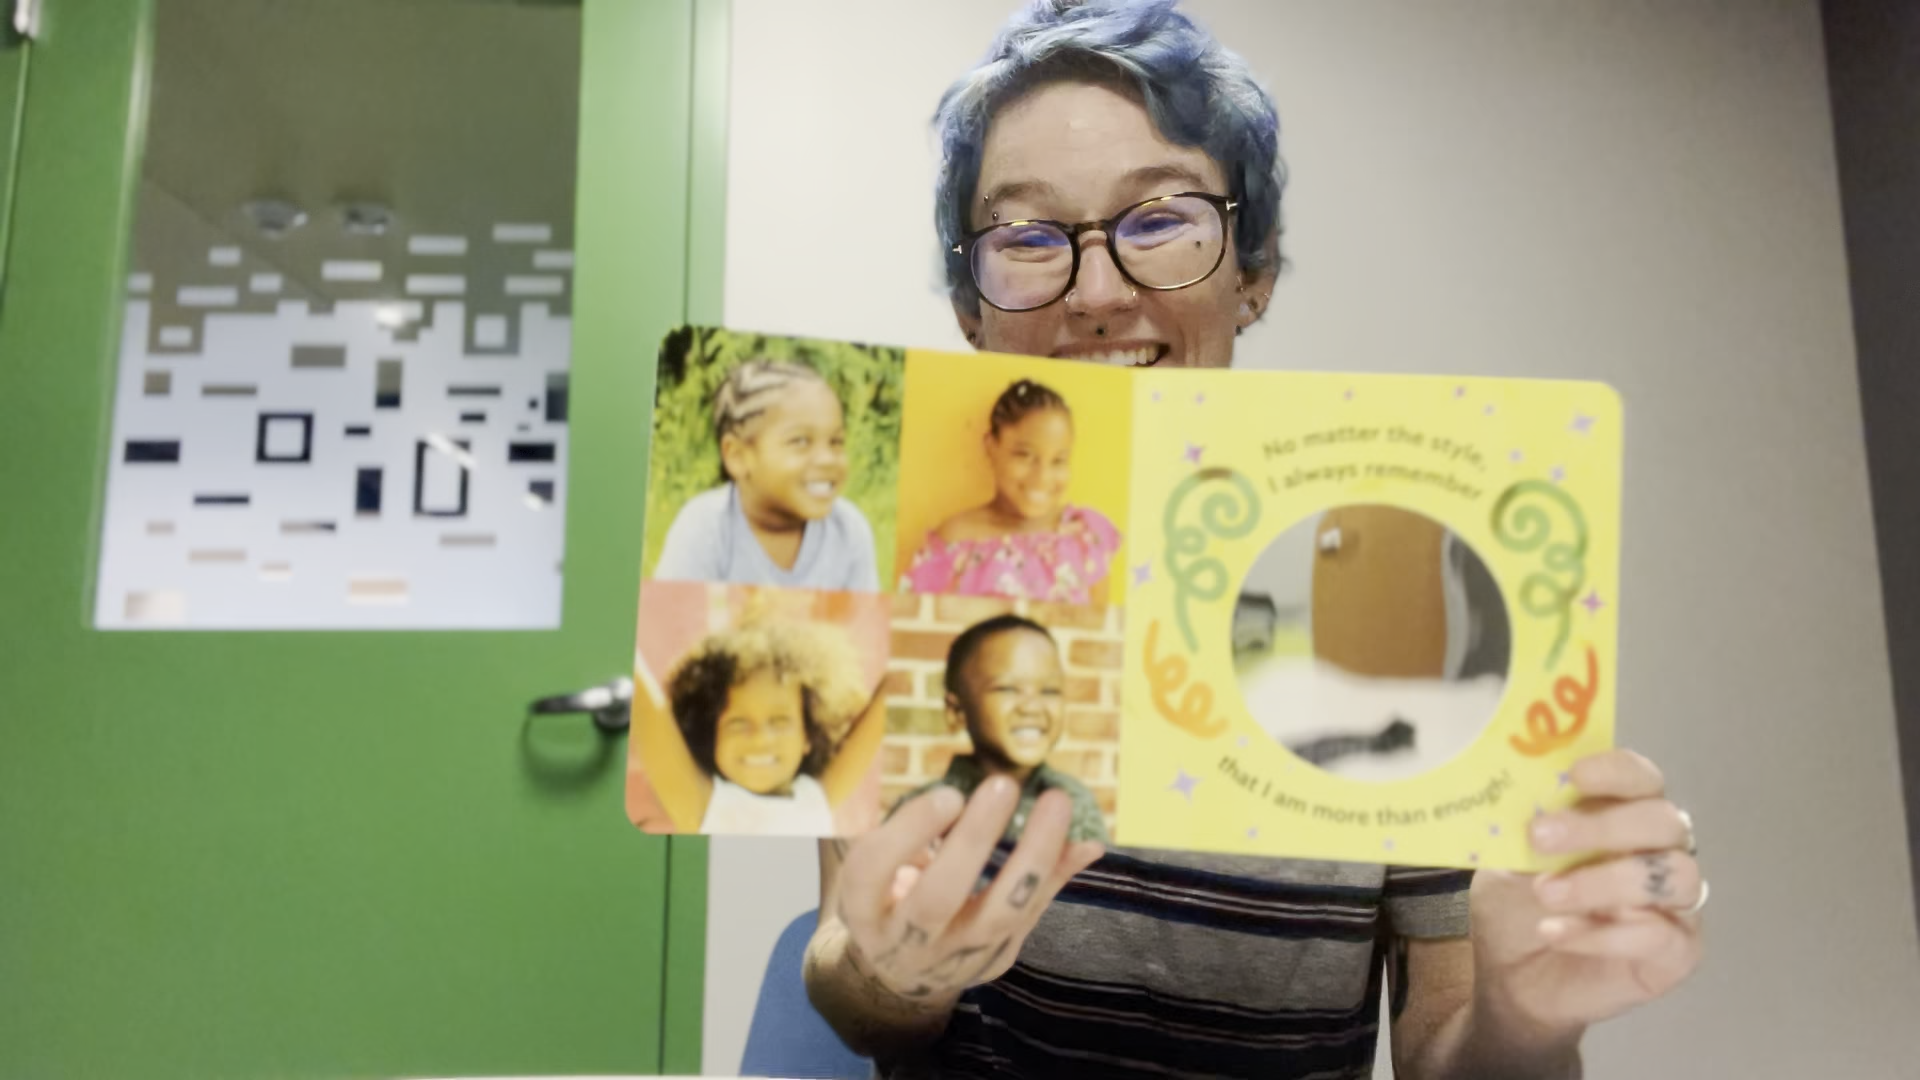 No matter the style,
I always remember
that I am more than enough!